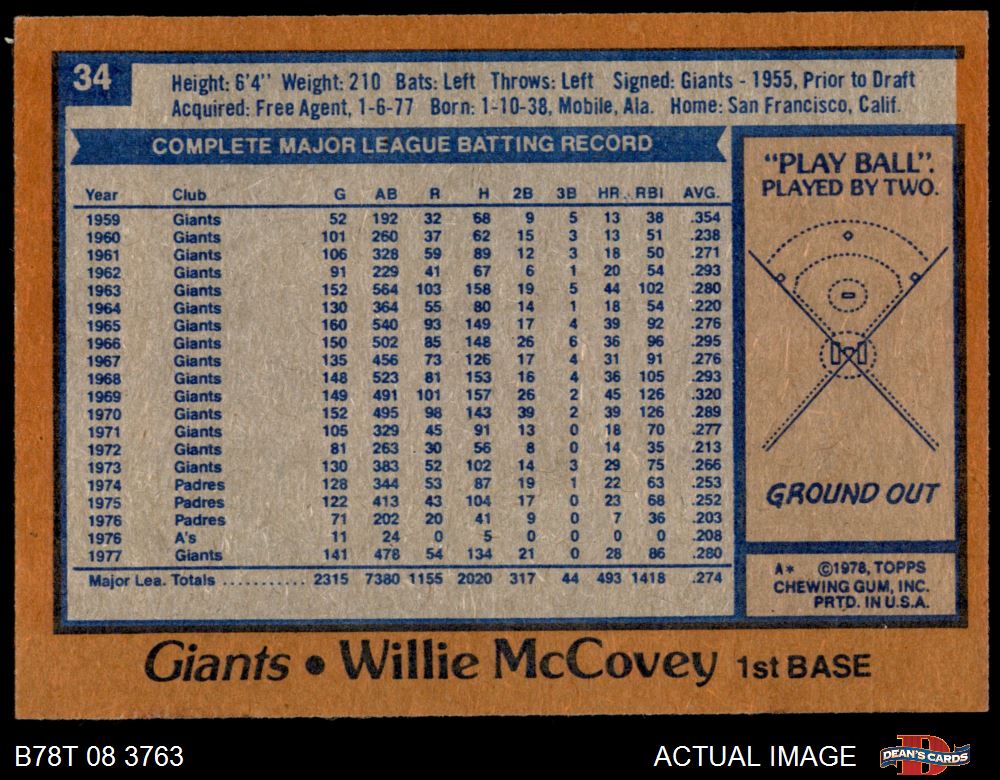 34
Height: 6'4" Weight: 210 Bats: Left Throws: Left Signed: Giants - 1955, Prior to Draft
Acquired: Free Agent, 1-6-77 Born: 1-10-38, Mobile, Ala. Home: San Francisco, Calif.
COMPLETE MAJOR LEAGUE BATTING RECORD
Year Club G AB R H 2B 3B HR. RBI AVG.
1959 Giants 52 192 32 68 9 5 13 38 .354
1960 Giants 101 260 37 62 15 3 13 51 .238
1961 Giants 106 328 59 89 12 3 18 50 .271
1962 Giants 91 229 41 67 6 1 20 54 .293
1963 Giants 152 564 103 158 19 5 44 102 .280
1964 Giants 130 364 55 80 14 1 18 54 .220
1965 Giants 160 540 93 149 17 4 39 92 .276
1966 Giants 150 502 85 148 26 6 36 96 .295
1967 Giants 135 456 73 126 17 4 31 91 .276
1968 Giants 148 523 81 153 16 4 36 105 .293
1969 Giants 149 491 101 157 26 2 45 126 .320
1970 Giants 152 495 98 143 39 2 39 126 .289
1971 Giants 105 329 45 91 13 0 18 70 .277
1972 Giants 81 263 30 56 8 0 14 35 .213
1973 Giants 130 383 52 102 14 3 29 75 .266
1974 Padres 128 344 53 87 19 1 22 63 .253
1975 Padres 122 413 43 104 17 0 23 68 .252
1976 Padres 71 202 20 41 9 0 7 36 .203
1976 A's 11 24 0 5 0 0 0 0 .208
1977 Giants 141 478 54 134 21 0 28 86 .280
Major Lea. Totals ............ 2315 7380 1155 2020 317 44 493 1418 .274
"PLAY BALL".
PLAYED BY TWO.
GROUND OUT
A* ©1978, TOPPS
CHEWING GUM, INC.
PRTD. IN U.S.A.
Giants • Willie McCovey 1st BASE
B78T 08 3763
ACTUAL IMAGE
DEAN'S CARDS